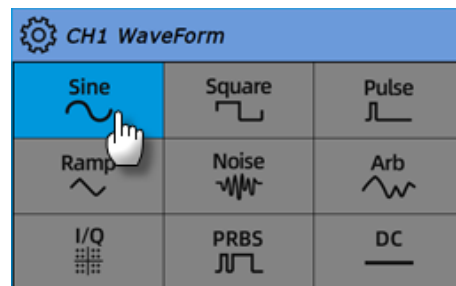 CH1 WaveForm
Sine Square Pulse
Ramp Noise Arb
I/Q PRBS DC